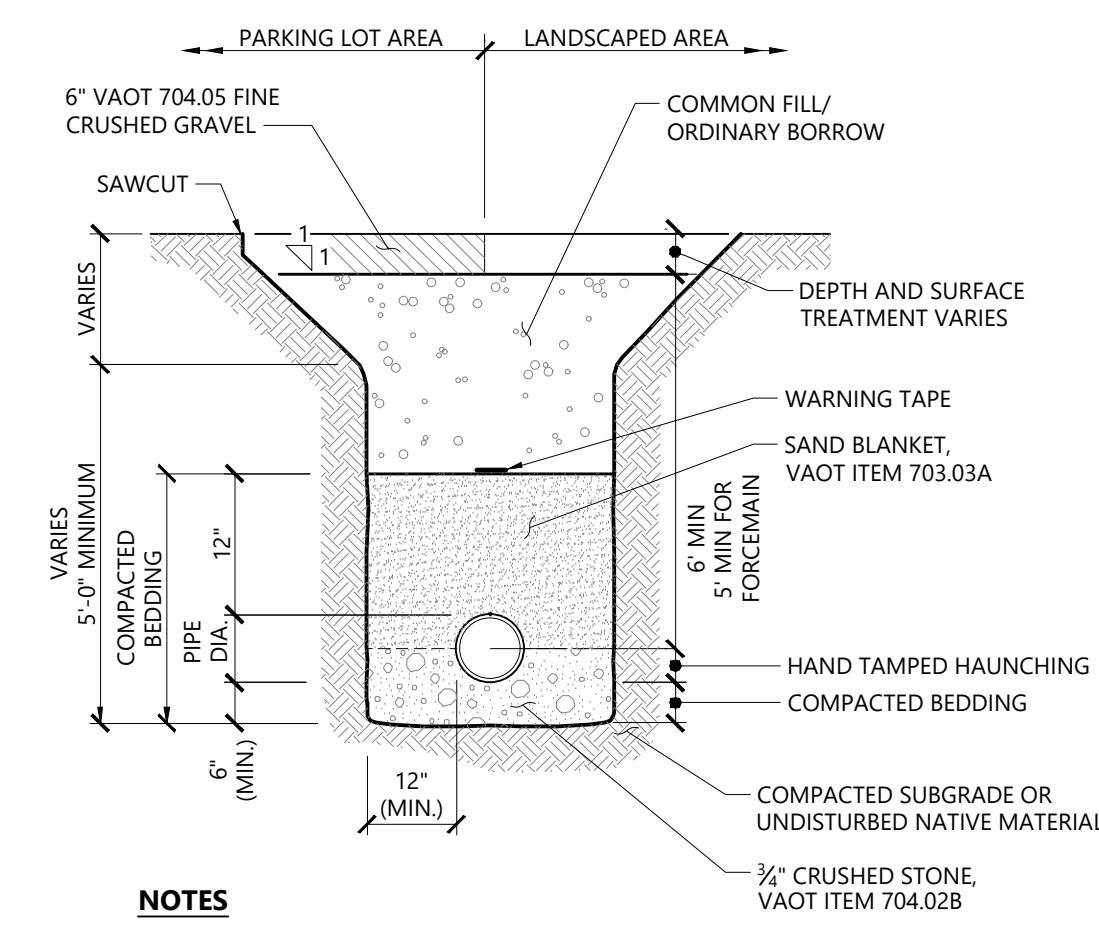 PARKING LOT AREA
LANDSCAPED AREA
6" VAOT 704.05 FINE
CRUSHED GRAVEL
COMMON FILL/
ORDINARY BORROW
SAWCUT
1
1
VARIES
DEPTH AND SURFACE
TREATMENT VARIES
WARNING TAPE
SAND BLANKET,
VAOT ITEM 703.03A
VARIES
5'-0" MINIMUM
COMPACTED
BEDDING
12"
PIPE
DIA.
6"
(MIN.)
6' MIN
5' MIN FOR
FORCEMAIN
HAND TAMPED HAUNCHING
COMPACTED BEDDING
12"
(MIN.)
COMPACTED SUBGRADE OR
UNDISTURBED NATIVE MATERIAL
¾" CRUSHED STONE,
VAOT ITEM 704.02B
NOTES